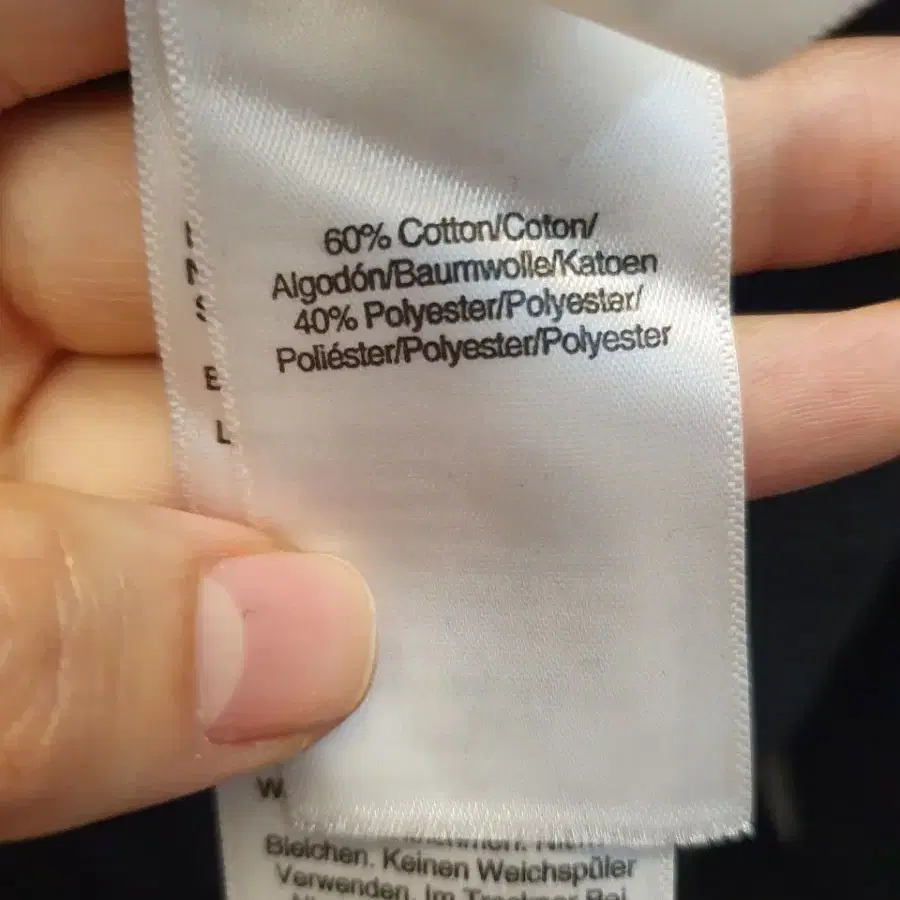 60% Cotton/Coton/
Algodón/Baumwolle/Katoen
40% Polyester/Polyester/
Poliéster/Polyester/Polyester
Bleichen. Keinen Weichspüler
Verwenden. Im Trockner Bei